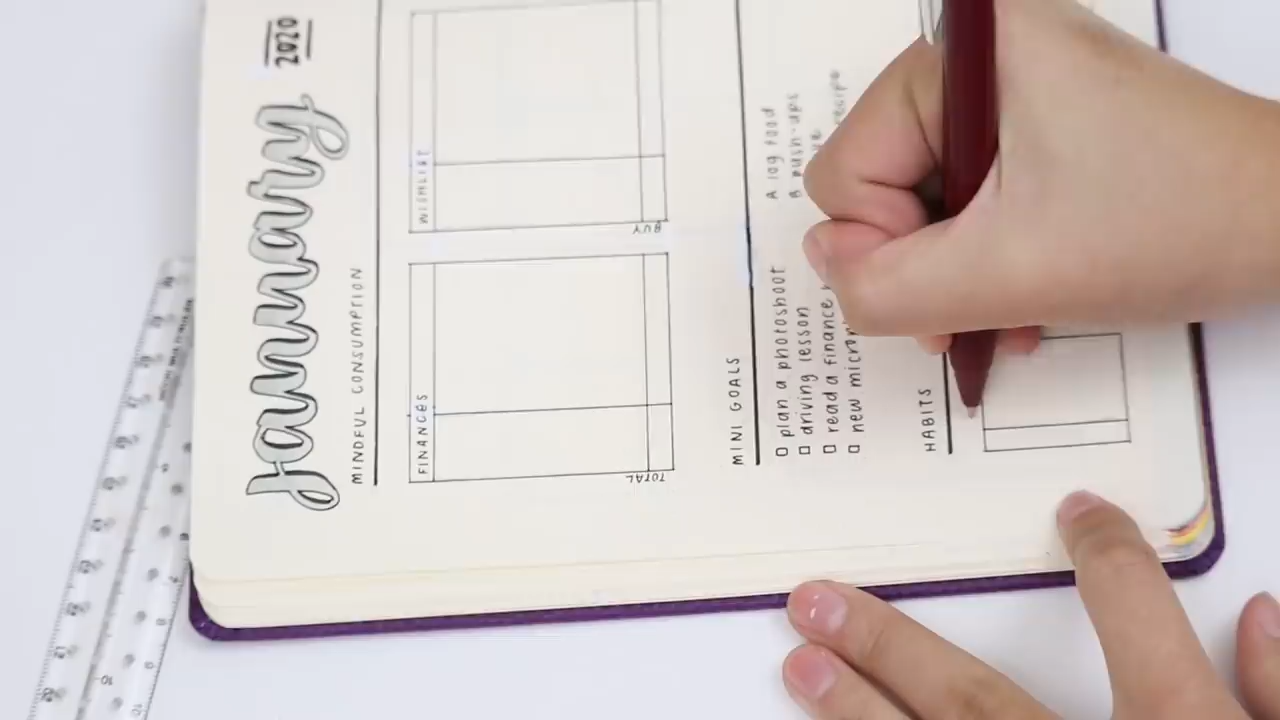 January 2020
MINDFUL CONSUMPTION
FINANCES
WISHLIST
TOTAL
BUY
MINI GOALS
□ plan a photoshoot
□ driving lesson
□ read a finance
□ new
A log food
B push-ups
recipe
HABITS